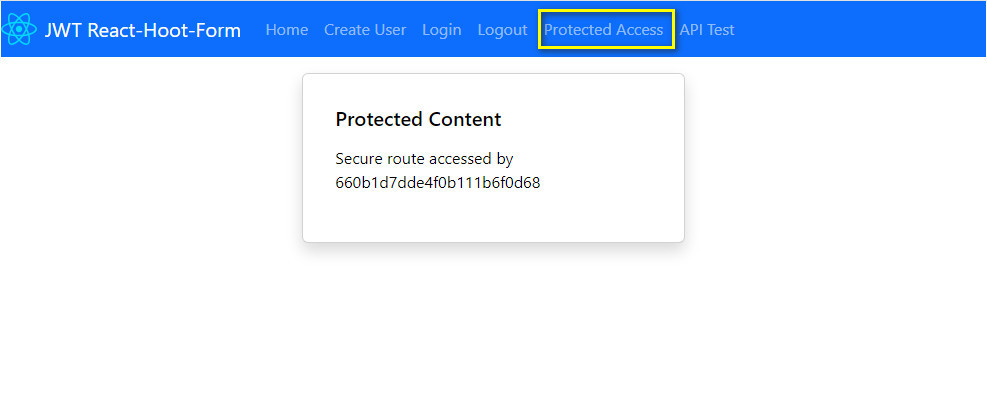 JWT React-Hoot-Form Home Create User Login Logout Protected Access API Test
Protected Content
Secure route accessed by
660b1d7dde4f0b111b6f0d68